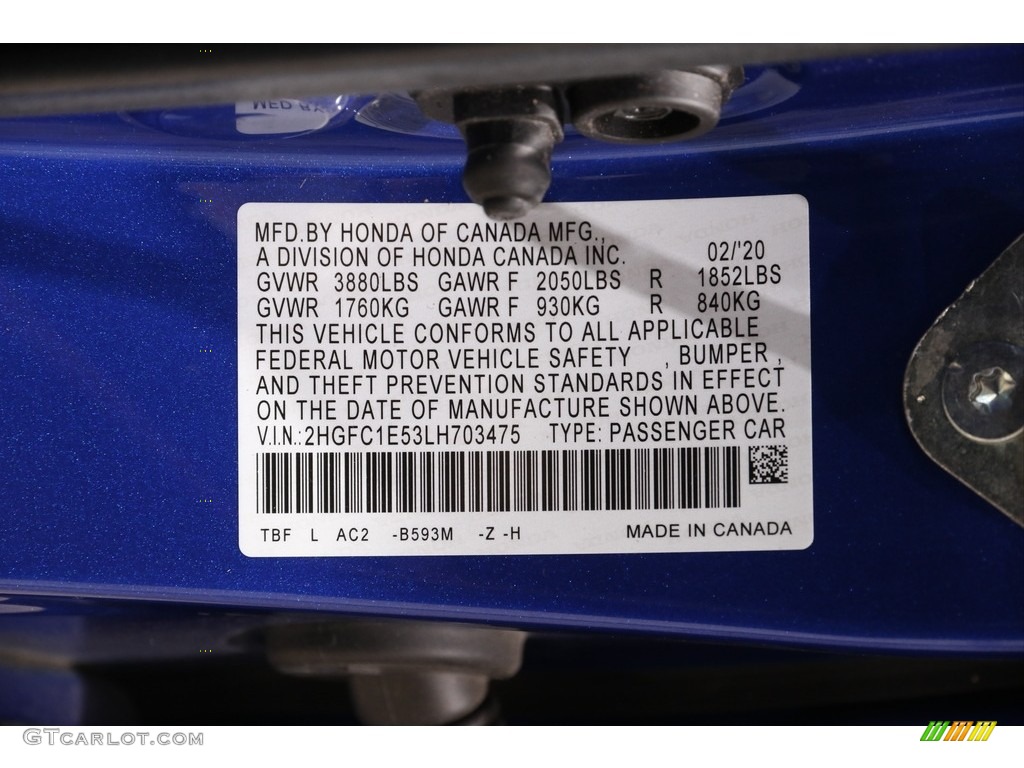 MFD.BY HONDA OF CANADA MFG.,
A DIVISION OF HONDA CANADA INC. 02/'20
GVWR 3880LBS GAWR F 2050LBS R 1852LBS
GVWR 1760KG GAWR F 930KG R 840KG
THIS VEHICLE CONFORMS TO ALL APPLICABLE
FEDERAL MOTOR VEHICLE SAFETY , BUMPER ,
AND THEFT PREVENTION STANDARDS IN EFFECT
ON THE DATE OF MANUFACTURE SHOWN ABOVE.
V.I.N.:2HGFC1E53LH703475 TYPE: PASSENGER CAR
TBF L AC2 -B593M -Z -H MADE IN CANADA
GTCARLOT.COM